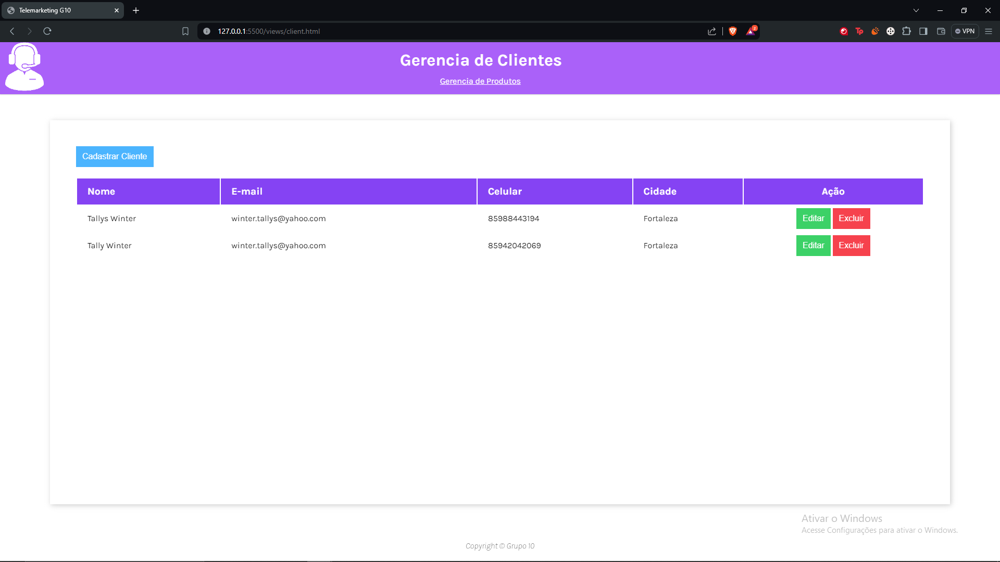 Telemarketing G10
127.0.0.1:5500/views/client.html
2
VPN
Gerencia de Clientes
Gerencia de Produtos
Cadastrar Cliente
Nome E-mail Celular Cidade Ação
Tallys Winter winter.tallys@yahoo.com 85988443194 Fortaleza Editar Excluir
Tally Winter winter.tallys@yahoo.com 85942042069 Fortaleza Editar Excluir
Ativar o Windows
Acesse Configurações para ativar o Windows.
Copyright © Grupo 10